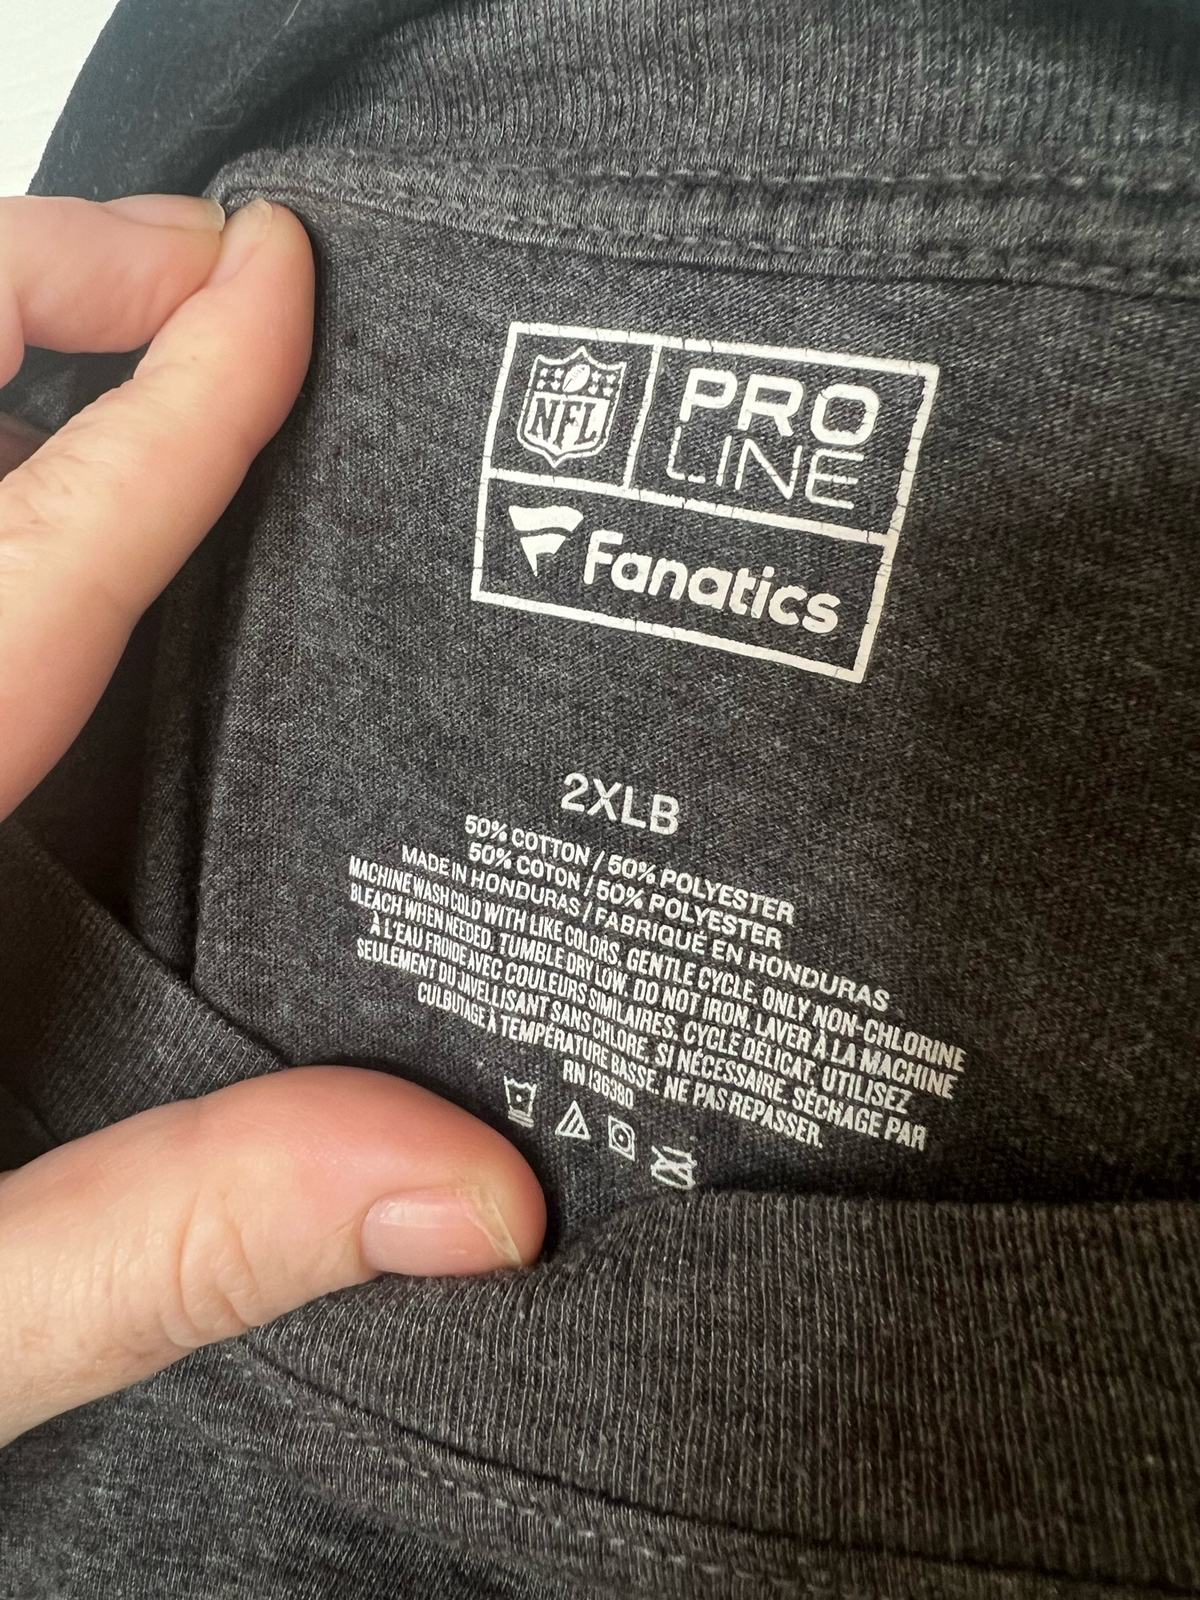 NFL
PRO
LINE
Fanatics
2XLB
50% COTTON / 50% POLYESTER
50% COTON / 50% POLYESTER
MADE IN HONDURAS / FABRIQUÉ EN HONDURAS
MACHINE WASH COLD WITH LIKE COLORS, GENTLE CYCLE, ONLY NON-CHLORINE
BLEACH WHEN NEEDED. TUMBLE DRY LOW. DO NOT IRON. LAVER À LA MACHINE
À L'EAU FROIDE AVEC COULEURS SIMILAIRES, CYCLE DÉLICAT, UTILISEZ
SEULEMENT DU JAVELLISANT SANS CHLORE, SI NÉCESSAIRE. SÉCHAGE PAR
CULBUTAGE À TEMPÉRATURE BASSE. NE PAS REPASSER.
RN 136380